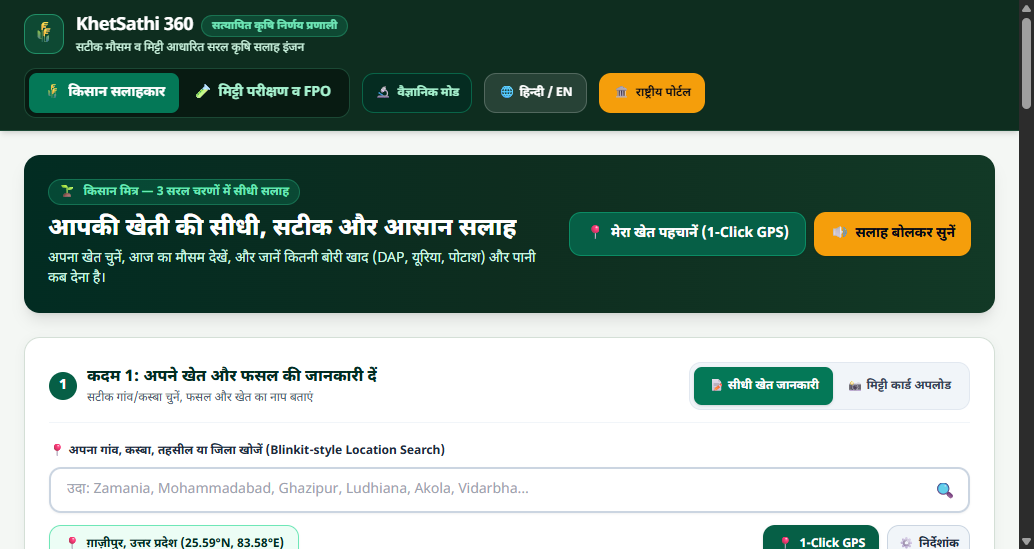 KhetSathi 360
सत्यापित कृषि निर्णय प्रणाली
सटीक मौसम व मिट्टी आधारित सरल कृषि सलाह इंजन
किसान सलाहकार
मिट्टी परीक्षण व FPO
वैज्ञानिक मोड
हिन्दी / EN
राष्ट्रीय पोर्टल
किसान मित्र — 3 सरल चरणों में सीधी सलाह
आपकी खेती की सीधी, सटीक और आसान सलाह
अपना खेत चुनें, आज का मौसम देखें, और जानें कितनी बोरी खाद (DAP, यूरिया, पोटाश) और पानी
कब देना है।
मेरा खेत पहचानें (1-Click GPS)
सलाह बोलकर सुनें
1
कदम 1: अपने खेत और फसल की जानकारी दें
सटीक गांव/कस्बा चुनें, फसल और खेत का नाप बताएं
सीधी खेत जानकारी
मिट्टी कार्ड अपलोड
अपना गांव, कस्बा, तहसील या जिला खोजें (Blinkit-style Location Search)
उदा: Zamania, Mohammadabad, Ghazipur, Ludhiana, Akola, Vidarbha...
ग़ाज़ीपुर, उत्तर प्रदेश (25.59°N, 83.58°E)
1-Click GPS
निर्देशांक